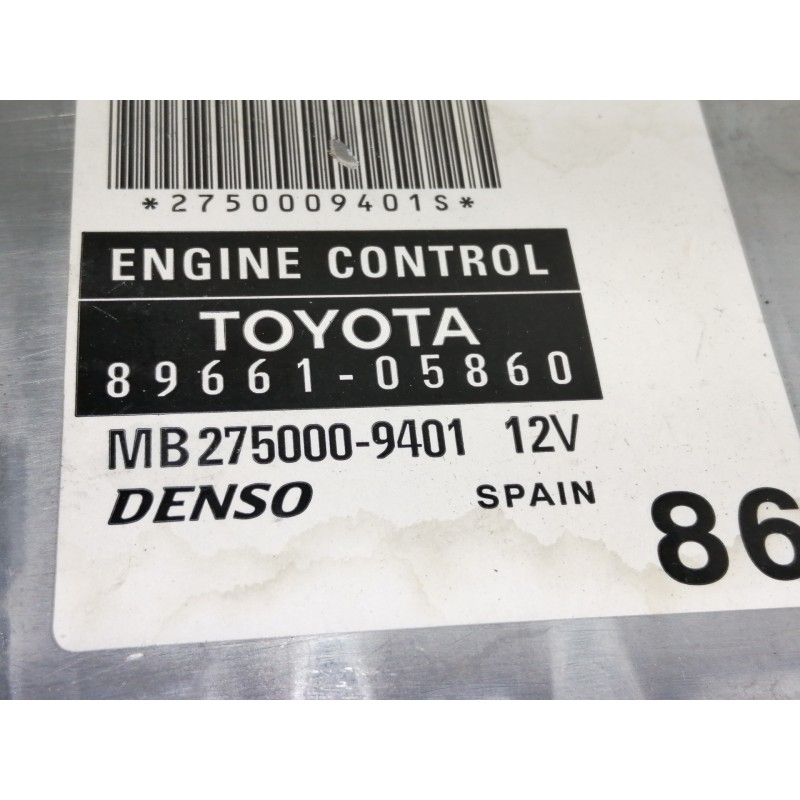 *2750009401S*
ENGINE CONTROL
TOYOTA
89661-05860
MB275000-9401 12V
DENSO SPAIN
86